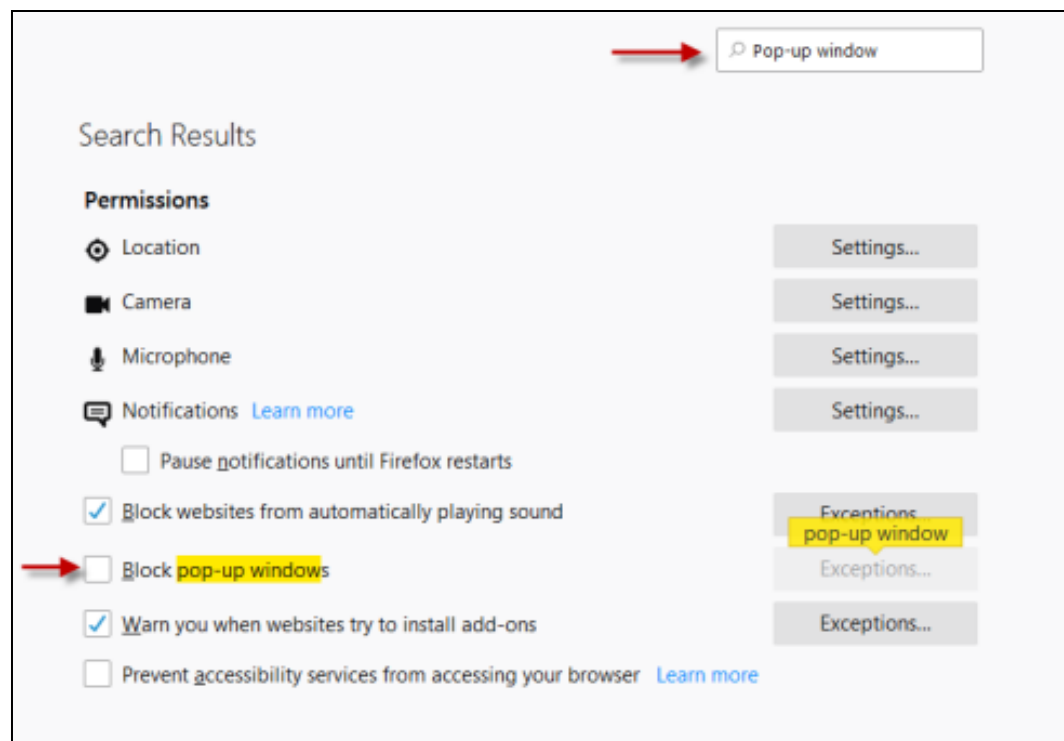 Pop-up window
Search Results
Permissions
Location Settings...
Camera Settings...
Microphone Settings...
Notifications Learn more Settings...
Pause notifications until Firefox restarts
Block websites from automatically playing sound Exceptions...
pop-up window
Block pop-up windows Exceptions...
Warn you when websites try to install add-ons Exceptions...
Prevent accessibility services from accessing your browser Learn more